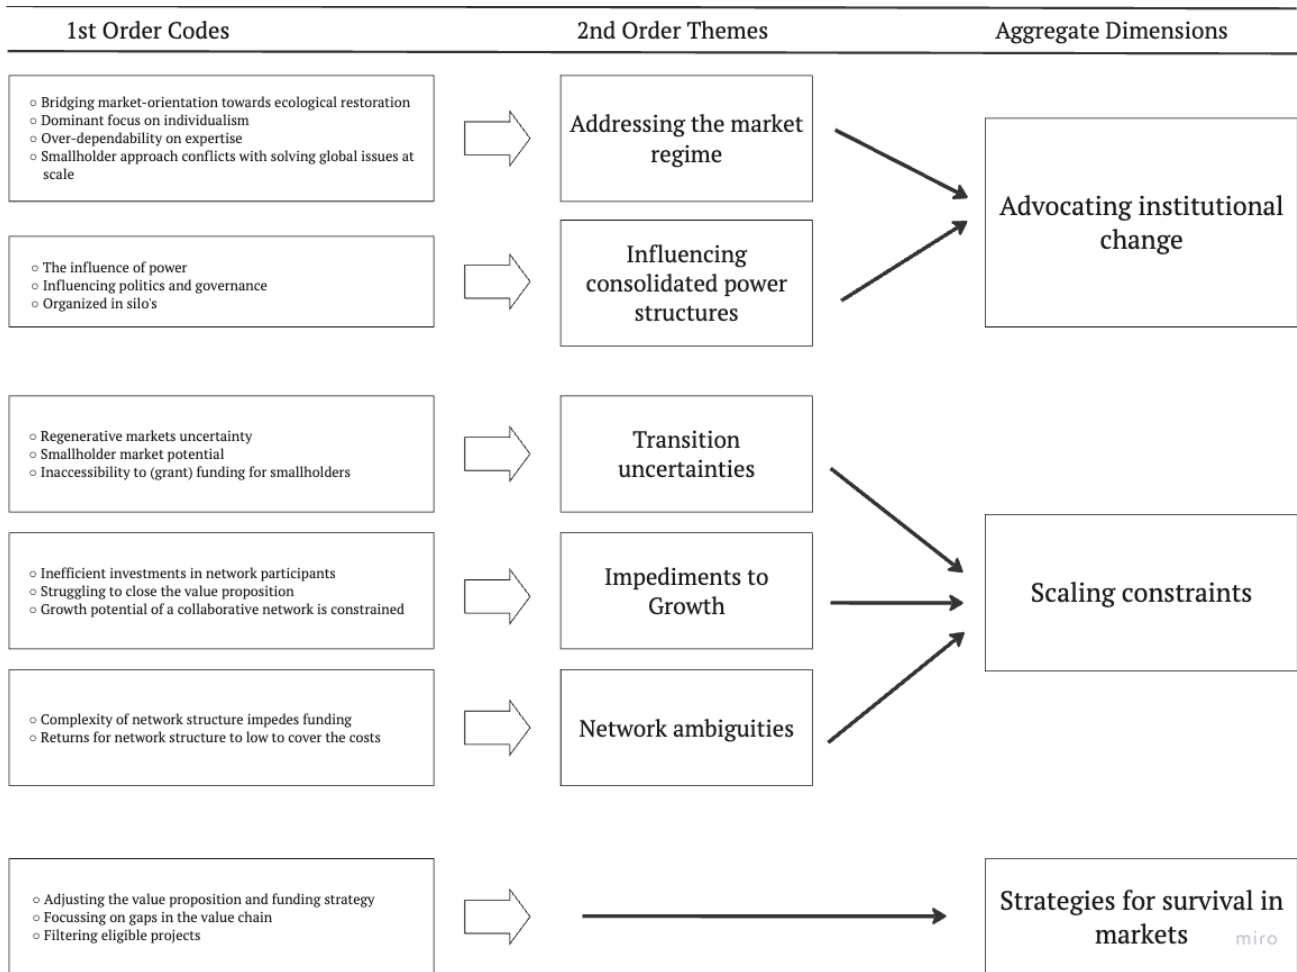 1st Order Codes
2nd Order Themes
Aggregate Dimensions
○ Bridging market-orientation towards ecological restoration
○ Dominant focus on individualism
○ Over-dependability on expertise
○ Smallholder approach conflicts with solving global issues at
scale
Addressing the market
regime
Advocating institutional
change
○ The influence of power
○ Influencing politics and governance
○ Organized in silo's
Influencing
consolidated power
structures
○ Regenerative markets uncertainty
○ Smallholder market potential
○ Inaccessibility to (grant) funding for smallholders
Transition
uncertainties
○ Inefficient investments in network participants
○ Struggling to close the value proposition
○ Growth potential of a collaborative network is constrained
Impediments to
Growth
Scaling constraints
○ Complexity of network structure impedes funding
○ Returns for network structure to low to cover the costs
Network ambiguities
○ Adjusting the value proposition and funding strategy
○ Focussing on gaps in the value chain
○ Filtering eligible projects
Strategies for survival in
markets
miro